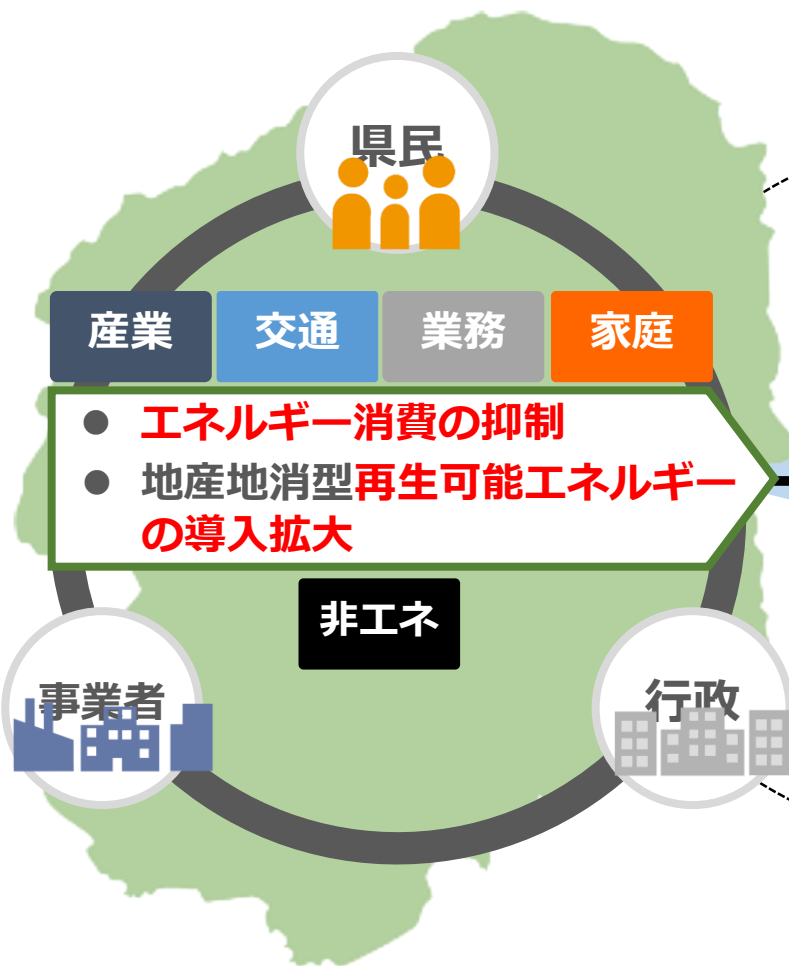 県民
産業
交通
業務
家庭
● エネルギー消費の抑制
● 地産地消型再生可能エネルギー
の導入拡大
非エネ
事業者
行政